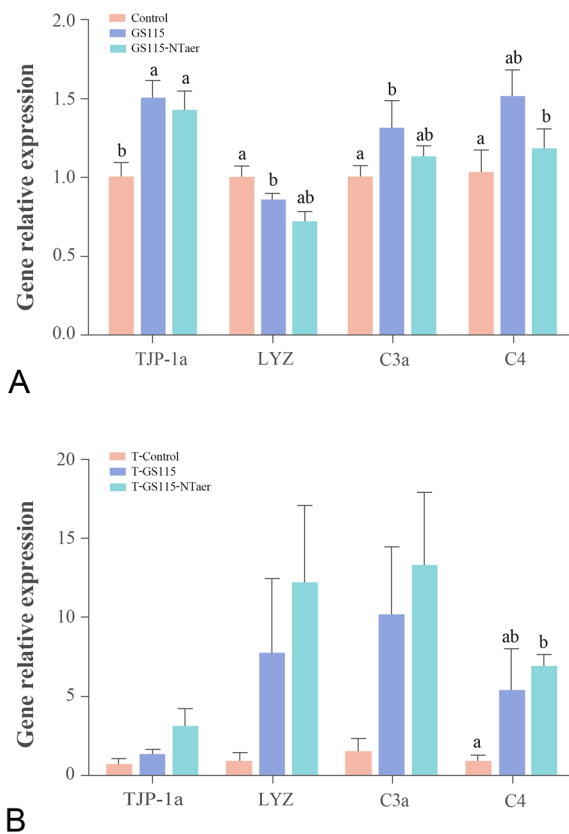 Control
GS115
GS115-NTaer
Gene relative expression
2.0
1.5
1.0
0.5
0.0
b a a
a b ab
a b ab
a ab b
TJP-1a LYZ C3a C4
A
T-Control
T-GS115
T-GS115-NTaer
Gene relative expression
20
15
10
5
0
a ab b
TJP-1a LYZ C3a C4
B